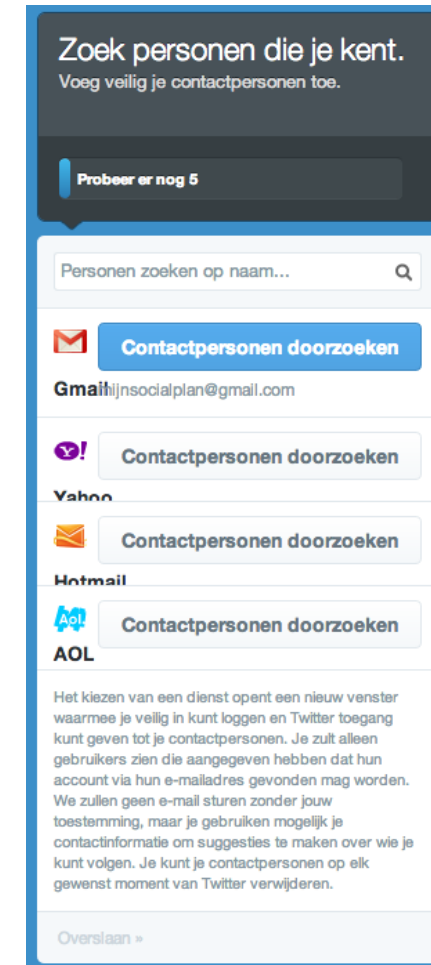 Zoek personen die je kent.
Voeg veilig je contactpersonen toe.
Probeer er nog 5
Personen zoeken op naam...
Contactpersonen doorzoeken
Gmail mijnsocialplan@gmail.com
Y!
Contactpersonen doorzoeken
Yahoo
Contactpersonen doorzoeken
Hotmail
Aol.
Contactpersonen doorzoeken
AOL
Het kiezen van een dienst opent een nieuw venster
waarmee je veilig in kunt loggen en Twitter toegang
kunt geven tot je contactpersonen. Je zult alleen
gebruikers zien die aangegeven hebben dat hun
account via hun e-mailadres gevonden mag worden.
We zullen geen e-mail sturen zonder jouw
toestemming, maar je gebruiken mogelijk je
contactinformatie om suggesties te maken over wie je
kunt volgen. Je kunt je contactpersonen op elk
gewenst moment van Twitter verwijderen.
Overslaan »